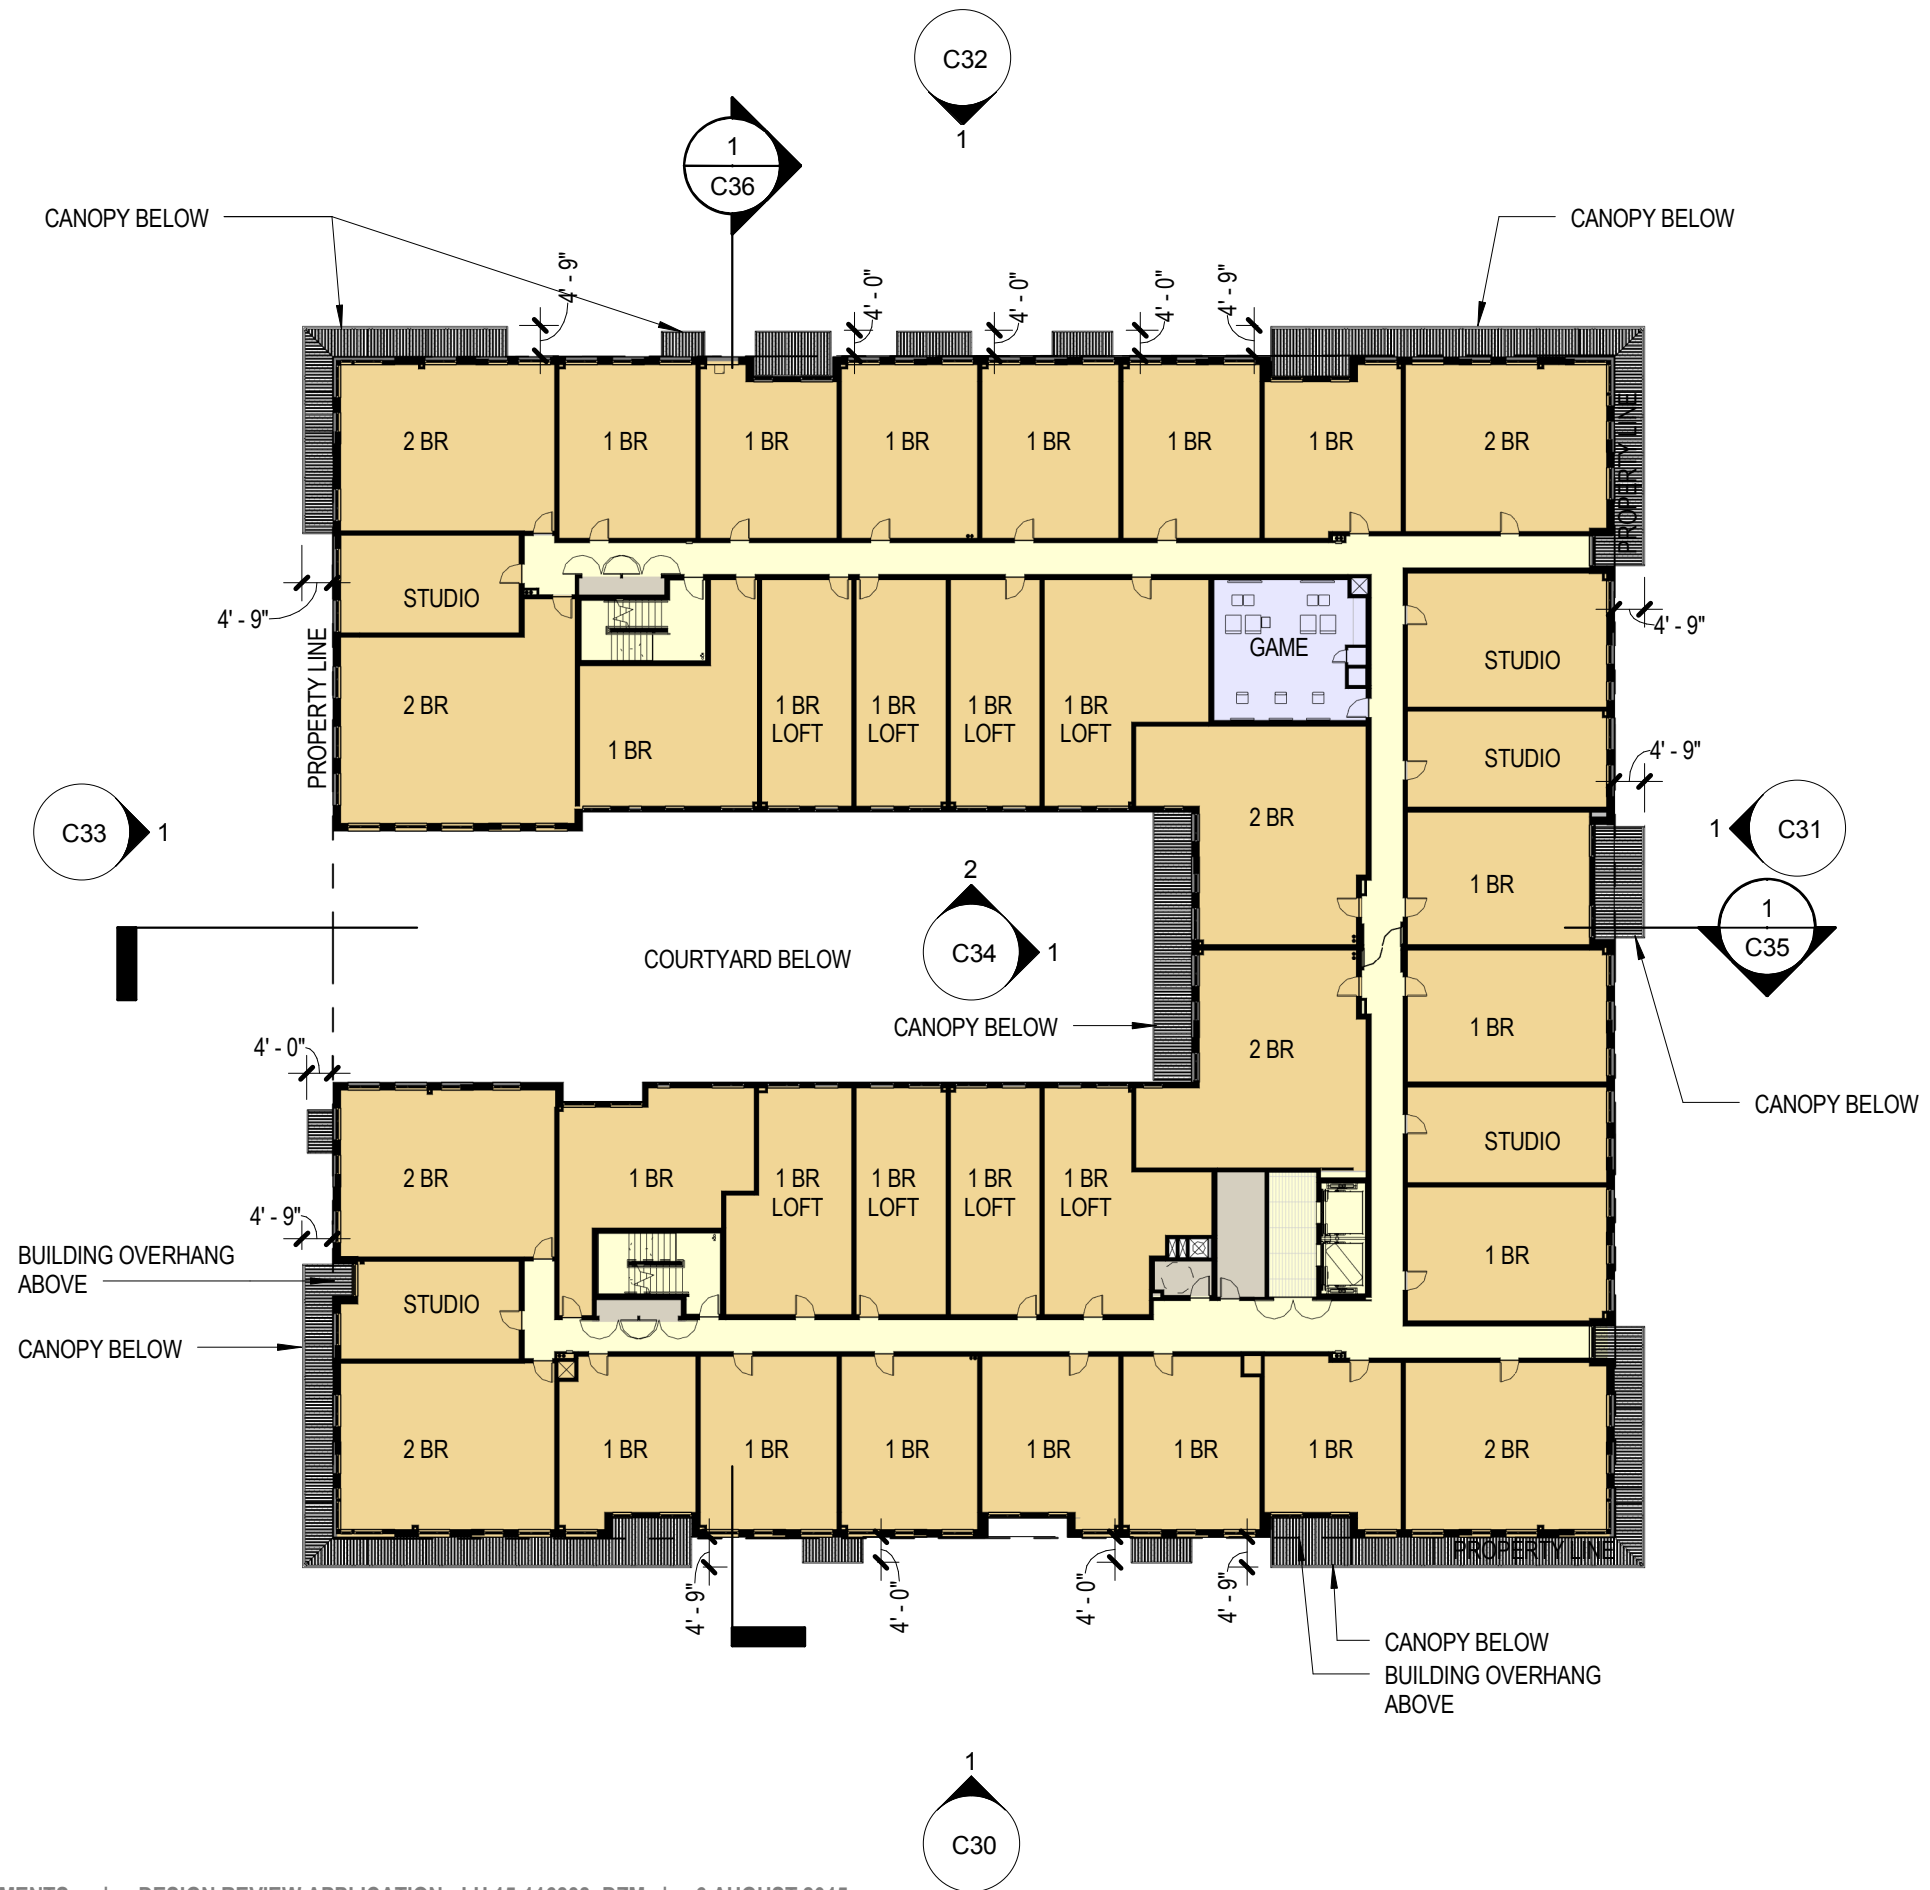 C32
1
1
C36
CANOPY BELOW
CANOPY BELOW
4' - 9"
4' - 0"
4' - 0"
4' - 0"
4' - 9"
2 BR
1 BR
1 BR
1 BR
1 BR
1 BR
1 BR
2 BR
PROPERTY LINE
STUDIO
4' - 9"
4' - 9"
PROPERTY LINE
GAME
STUDIO
2 BR
1 BR
1 BR
LOFT
1 BR
LOFT
1 BR
LOFT
1 BR
LOFT
STUDIO
4' - 9"
2 BR
C33
1
1
C31
2
C34
1
1 BR
1
C35
COURTYARD BELOW
CANOPY BELOW
2 BR
1 BR
4' - 0"
CANOPY BELOW
STUDIO
2 BR
1 BR
1 BR
LOFT
1 BR
LOFT
1 BR
LOFT
1 BR
LOFT
4' - 9"
BUILDING OVERHANG
ABOVE
1 BR
STUDIO
CANOPY BELOW
2 BR
1 BR
1 BR
1 BR
1 BR
1 BR
1 BR
2 BR
PROPERTY LINE
4' - 9"
4' - 0"
4' - 0"
4' - 9"
CANOPY BELOW
BUILDING OVERHANG
ABOVE
1
C30